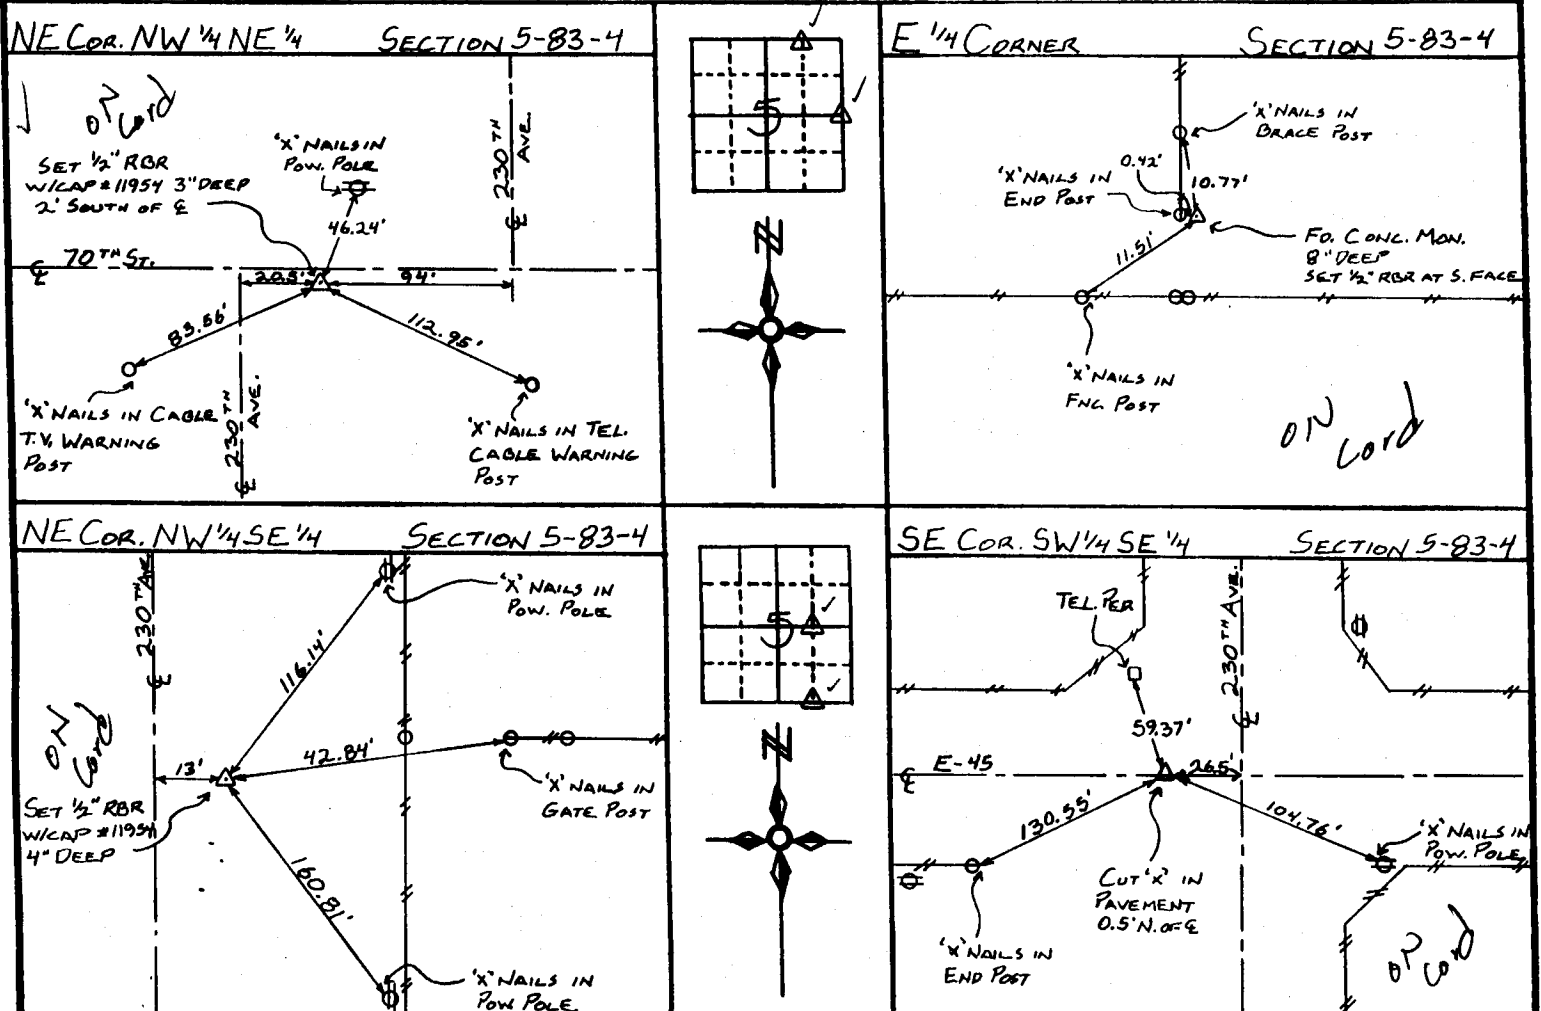 NE COR. NW 1/4 NE 1/4 SECTION 5-83-4
ON
Cord
SET 1/2" RBR
W/CAP #11954 3" DEEP
2' SOUTH OF ℄
'X' NAILS IN
POW. POLE
46.24'
230TH AVE.
℄
℄ 70TH ST.
20.5'
94'
83.56'
112.95'
'X' NAILS IN CABLE
T.V. WARNING
POST
230TH AVE.
℄
'X' NAILS IN TEL.
CABLE WARNING
POST
5
N
E 1/4 CORNER SECTION 5-83-4
'X' NAILS IN
BRACE POST
0.42'
'X' NAILS IN
END POST
10.77'
11.51'
FD. CONC. MON.
8" DEEP
SET 1/2" RBR AT S. FACE
'X' NAILS IN
FNC. POST
ON
Cord
NE COR. NW 1/4 SE 1/4 SECTION 5-83-4
230TH AVE
℄
'X' NAILS IN
POW. POLE
116.14'
ON
Cord
42.84'
13'
'X' NAILS IN
GATE POST
SET 1/2" RBR
W/CAP #11954
4" DEEP
160.81'
'X' NAILS IN
POW. POLE
5
N
SE COR. SW 1/4 SE 1/4 SECTION 5-83-4
TEL. PER
230TH AVE.
℄
59.37'
℄ E-45
26.5'
130.55'
104.76'
'X' NAILS IN
POW. POLE
CUT 'X' IN
PAVEMENT
0.5' N. OF ℄
'X' NAILS IN
END POST
ON
Cord